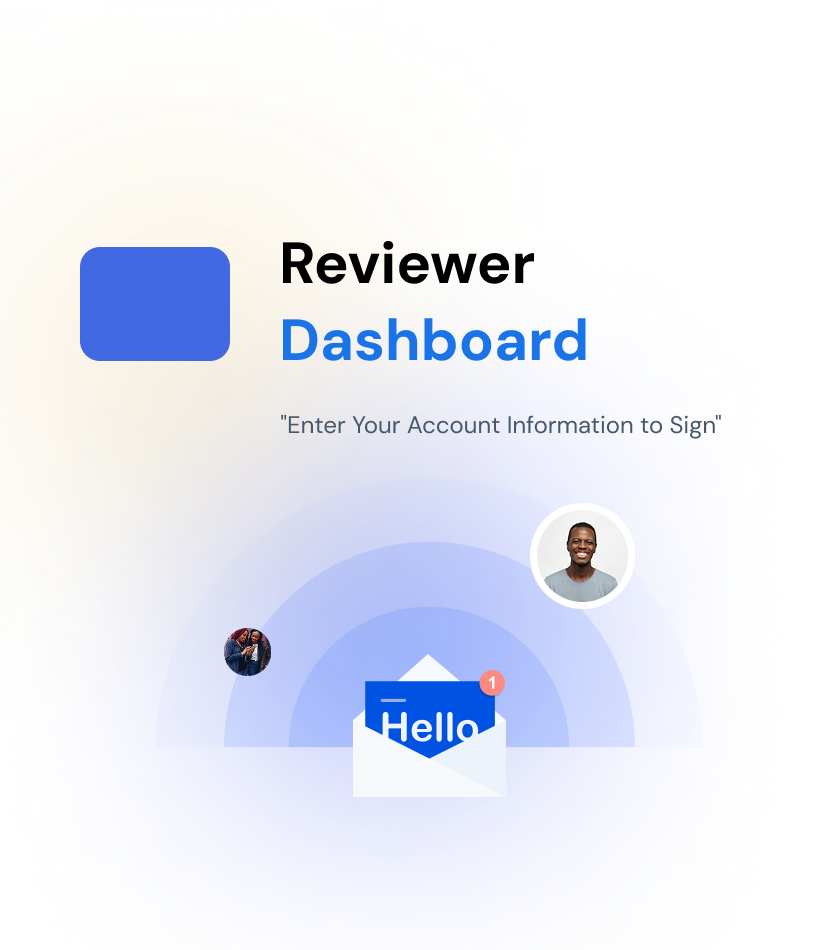 Reviewer
Dashboard
"Enter Your Account Information to Sign"
1
Hello